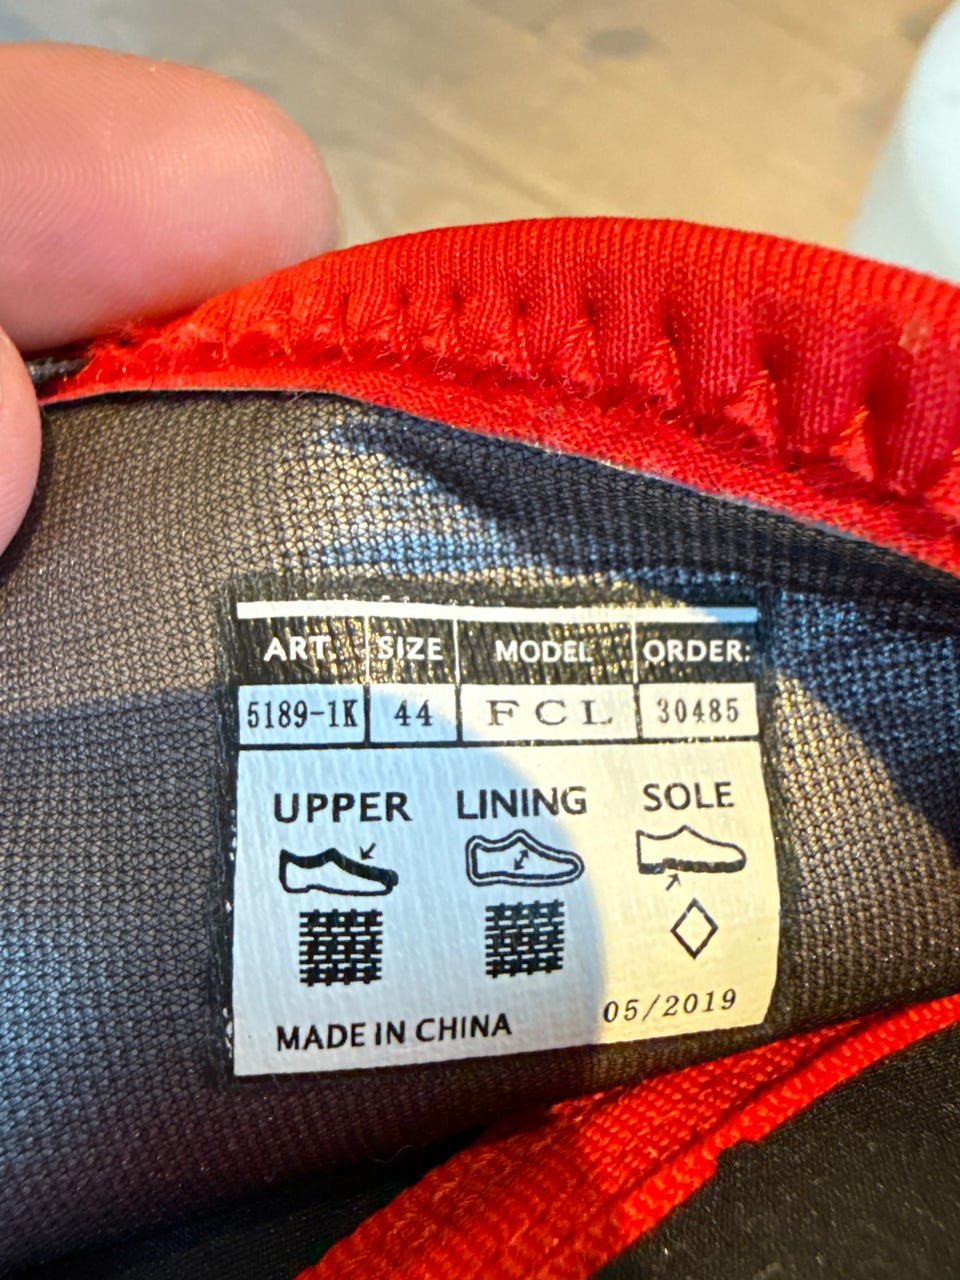 ART. SIZE MODEL ORDER:
5189-1K 44 FCL 30485
UPPER LINING SOLE
MADE IN CHINA 05/2019